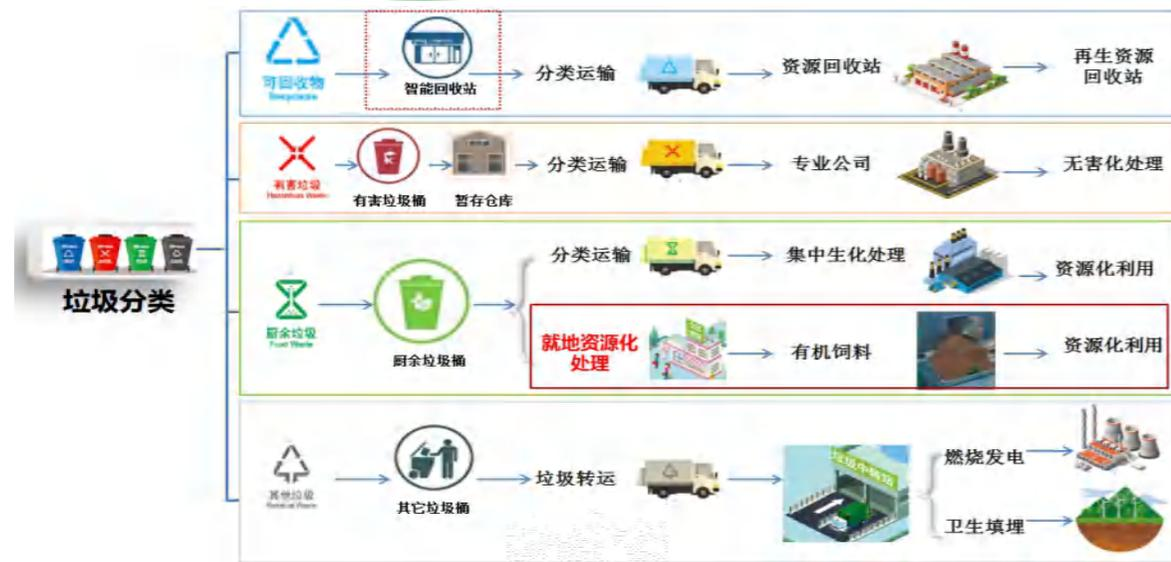 可回收物
Recyclable
智能回收站
分类运输
资源回收站
再生资源
回收站
有害垃圾
Hazardous Waste
有害垃圾桶
暂存仓库
分类运输
专业公司
无害化处理
垃圾分类
厨余垃圾
Food Waste
厨余垃圾桶
分类运输
集中生化处理
资源化利用
就地资源化
处理
有机饲料
资源化利用
其他垃圾
Residual Waste
其它垃圾桶
垃圾转运
垃圾中转站
燃烧发电
卫生填埋